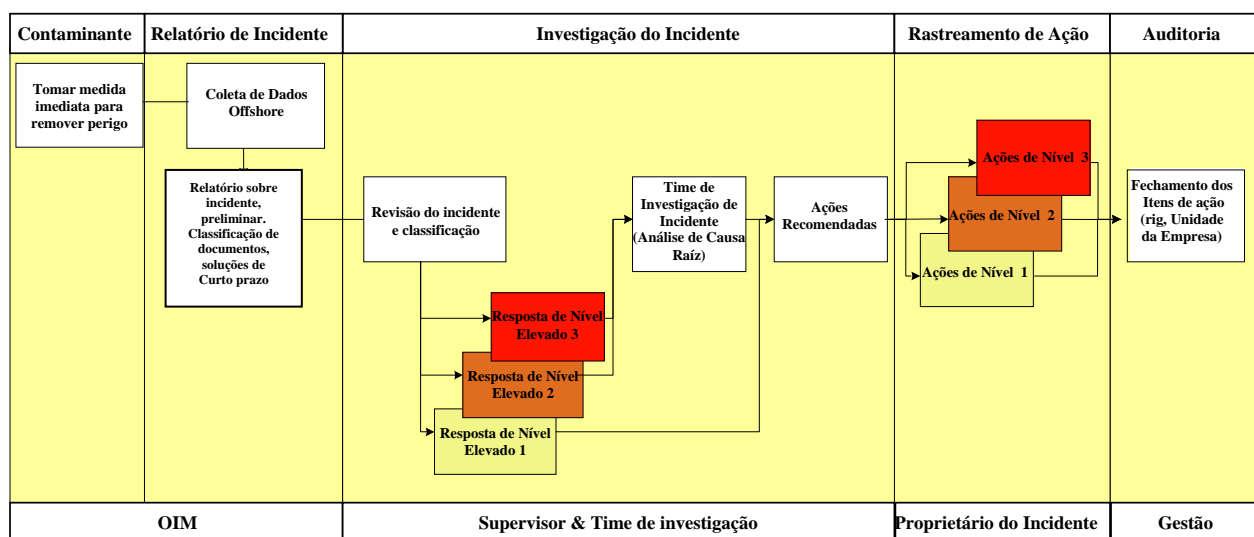 Contaminante
Relatório de Incidente
Investigação do Incidente
Rastreamento de Ação
Auditoria
Tomar medida
imediata para
remover perigo
Coleta de Dados
Offshore
Relatório sobre
incidente,
preliminar.
Classificação de
documentos,
soluções de
Curto prazo
Revisão do incidente
e classificação
Resposta de Nível
Elevado 3
Resposta de Nível
Elevado 2
Resposta de Nível
Elevado 1
Time de
Investigação de
Incidente
(Análise de Causa
Raíz)
Ações
Recomendadas
Ações de Nível 3
Ações de Nível 2
Ações de Nível 1
Fechamento dos
Itens de ação
(rig, Unidade
da Empresa)
OIM
Supervisor & Time de investigação
Proprietário do Incidente
Gestão